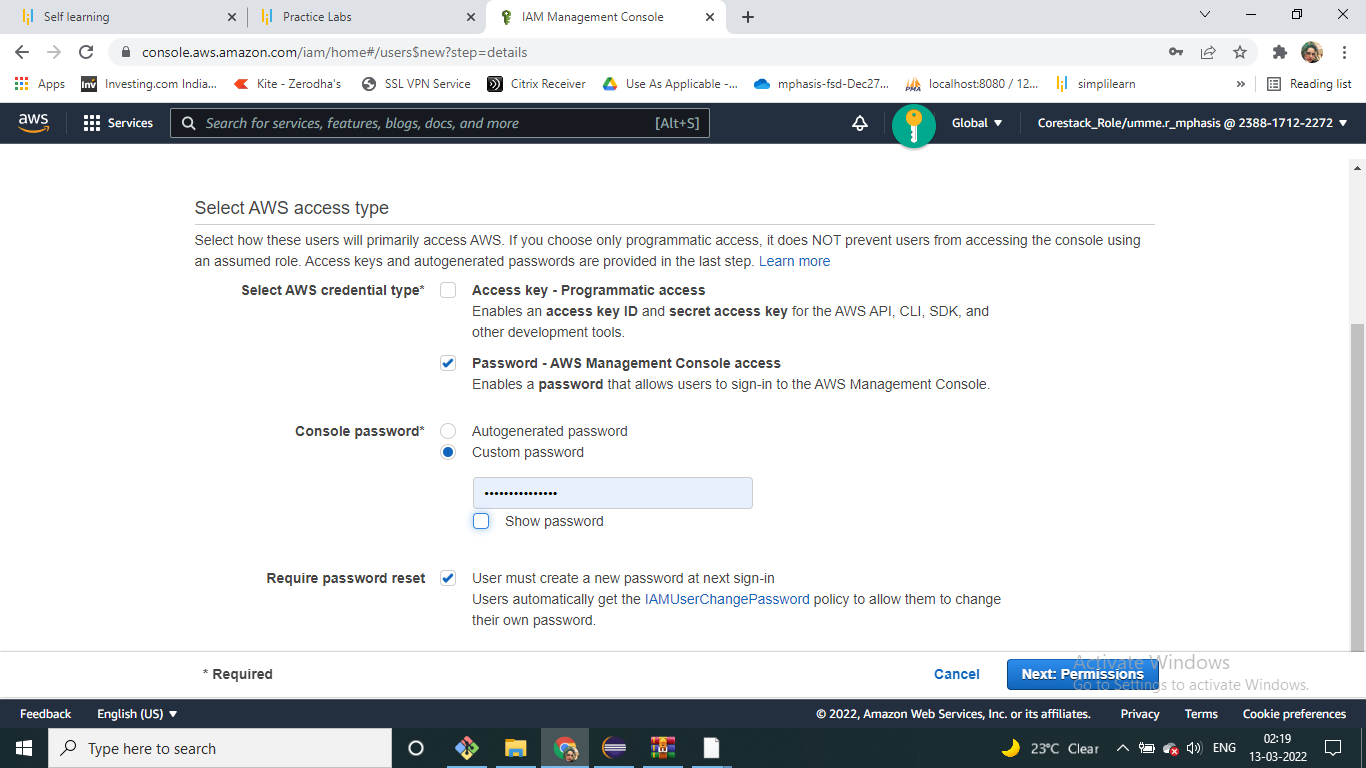 Self learning
Practice Labs
IAM Management Console
console.aws.amazon.com/iam/home#/users$new?step=details
Apps
inv Investing.com India...
Kite - Zerodha's
SSL VPN Service
Citrix Receiver
Use As Applicable -...
mphasis-fsd-Dec27...
PMA localhost:8080 / 12...
simplilearn
»
Reading list
aws
Services
Search for services, features, blogs, docs, and more [Alt+S]
Global
Corestack_Role/umme.r_mphasis @ 2388-1712-2272
Select AWS access type
Select how these users will primarily access AWS. If you choose only programmatic access, it does NOT prevent users from accessing the console using
an assumed role. Access keys and autogenerated passwords are provided in the last step. Learn more
Select AWS credential type*
Access key - Programmatic access
Enables an access key ID and secret access key for the AWS API, CLI, SDK, and
other development tools.
Password - AWS Management Console access
Enables a password that allows users to sign-in to the AWS Management Console.
Console password*
Autogenerated password
Custom password
•••••••••••••••
Show password
Require password reset
User must create a new password at next sign-in
Users automatically get the IAMUserChangePassword policy to allow them to change
their own password.
* Required
Cancel
Next: Permissions
Activate Windows
Go to Settings to activate Windows.
Feedback
English (US)
© 2022, Amazon Web Services, Inc. or its affiliates.
Privacy
Terms
Cookie preferences
Type here to search
23°C Clear
ENG
02:19
13-03-2022